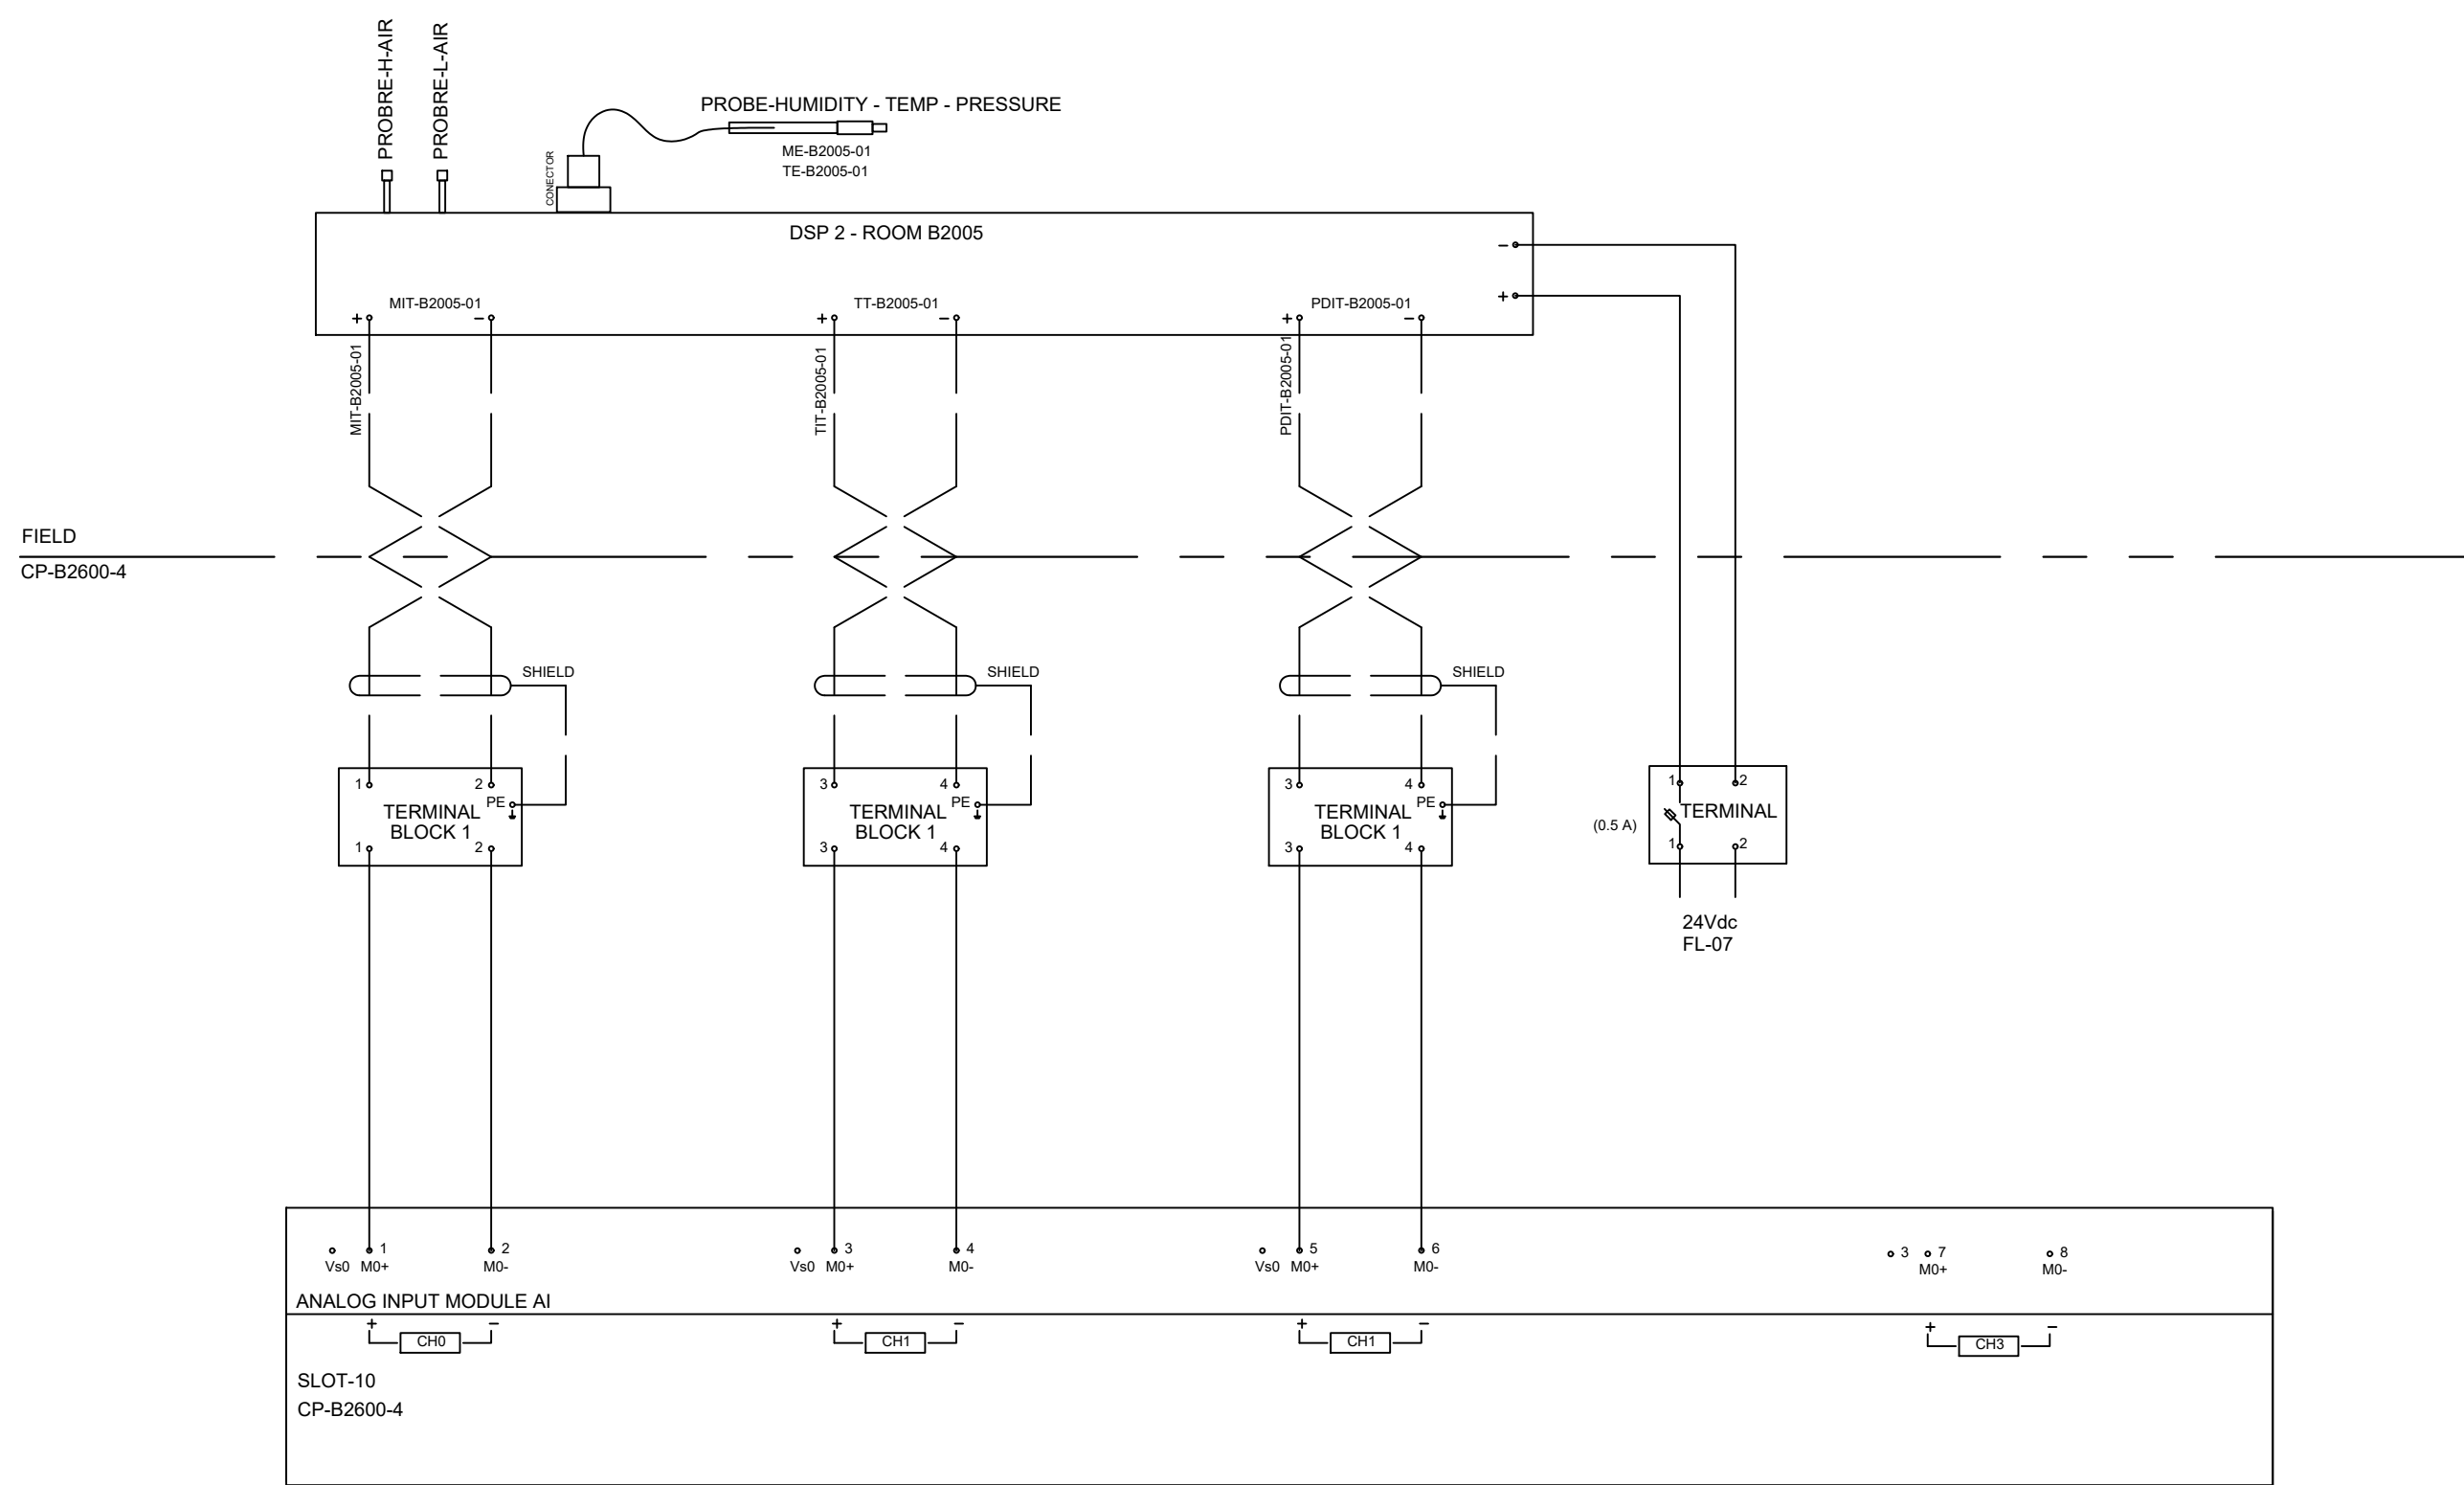 PROBRE-H-AIR
PROBRE-L-AIR
PROBE-HUMIDITY - TEMP - PRESSURE
ME-B2005-01
TE-B2005-01
CONECTOR
DSP 2 - ROOM B2005
−
+
MIT-B2005-01
TT-B2005-01
PDIT-B2005-01
+ −
+ −
+ −
MIT-B2005-01
TIT-B2005-01
PDIT-B2005-01
FIELD
CP-B2600-4
SHIELD
SHIELD
SHIELD
1 2
PE
TERMINAL
BLOCK 1
1 2
3 4
PE
TERMINAL
BLOCK 1
3 4
3 4
PE
TERMINAL
BLOCK 1
3 4
1 2
TERMINAL
(0.5 A)
1 2
24Vdc
FL-07
1 2
Vs0 M0+ M0-
3 4
Vs0 M0+ M0-
5 6
Vs0 M0+ M0-
3 7 8
M0+ M0-
ANALOG INPUT MODULE AI
+ −
CH0
+ −
CH1
+ −
CH1
+ −
CH3
SLOT-10
CP-B2600-4